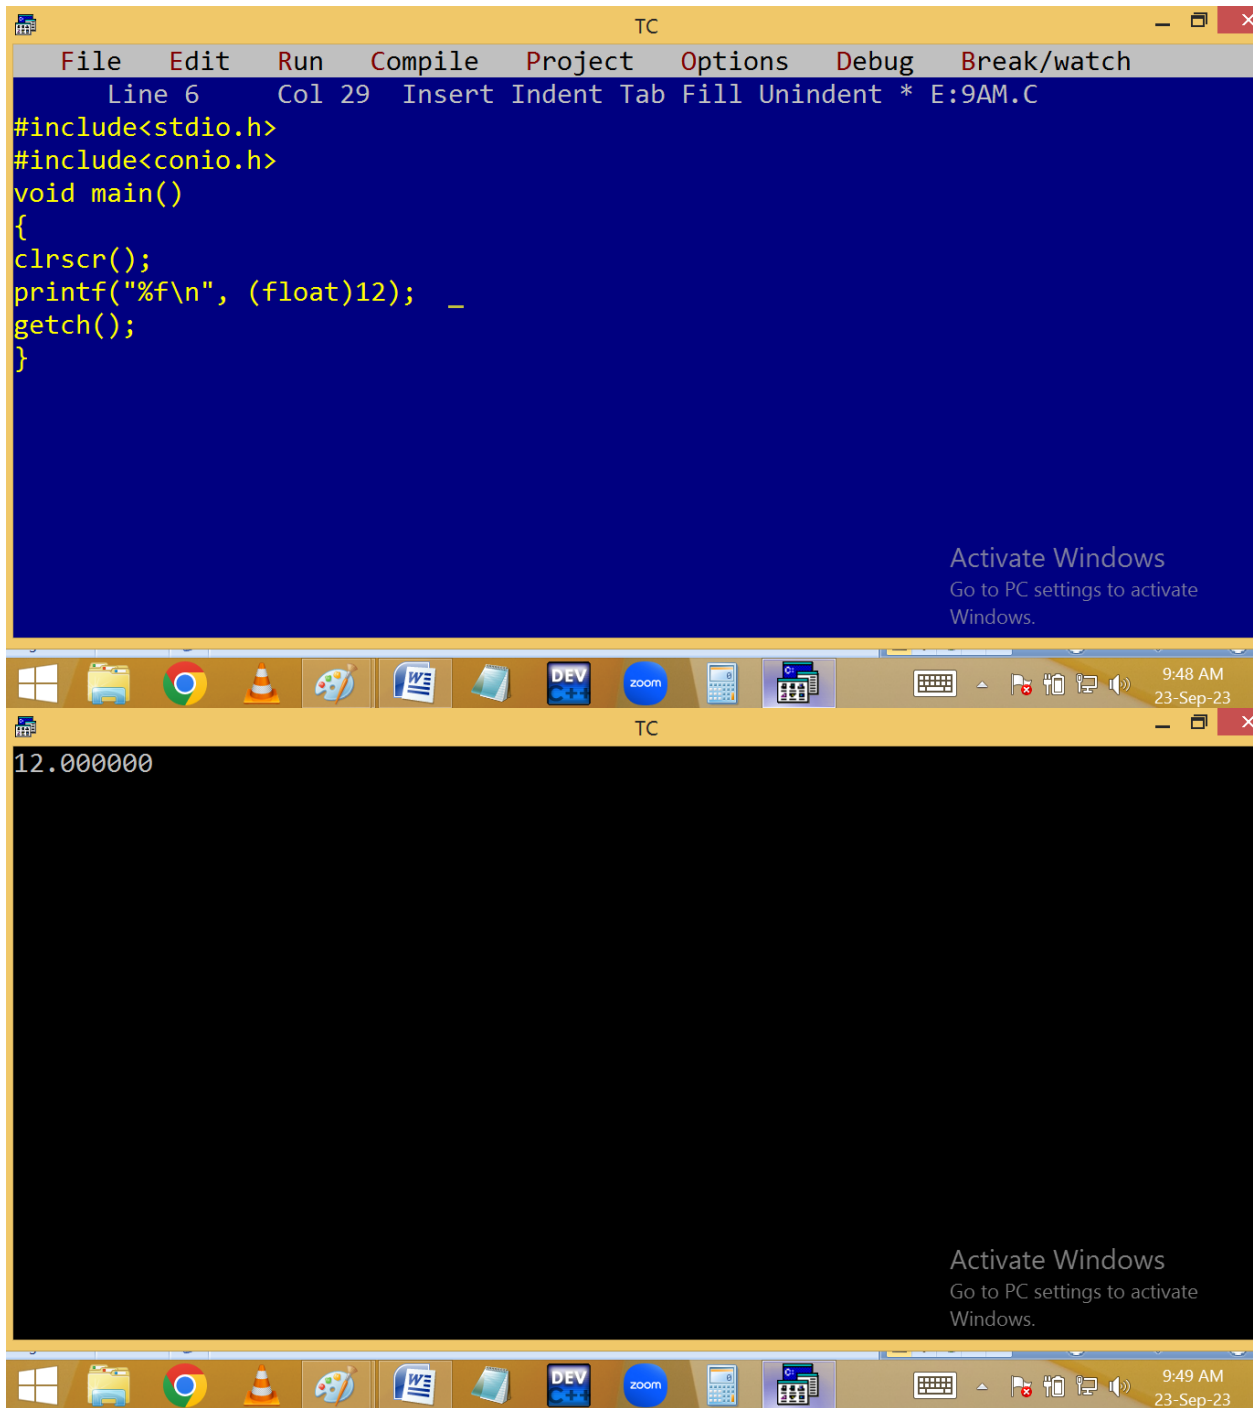 TC
File Edit Run Compile Project Options Debug Break/watch
Line 6 Col 29 Insert Indent Tab Fill Unindent * E:9AM.C
#include<stdio.h>
#include<conio.h>
void main()
{
clrscr();
printf("%f\n", (float)12); _
getch();
}
Activate Windows
Go to PC settings to activate
Windows.
DEV
C++
zoom
9:48 AM
23-Sep-23
TC
12.000000
Activate Windows
Go to PC settings to activate
Windows.
DEV
C++
zoom
9:49 AM
23-Sep-23